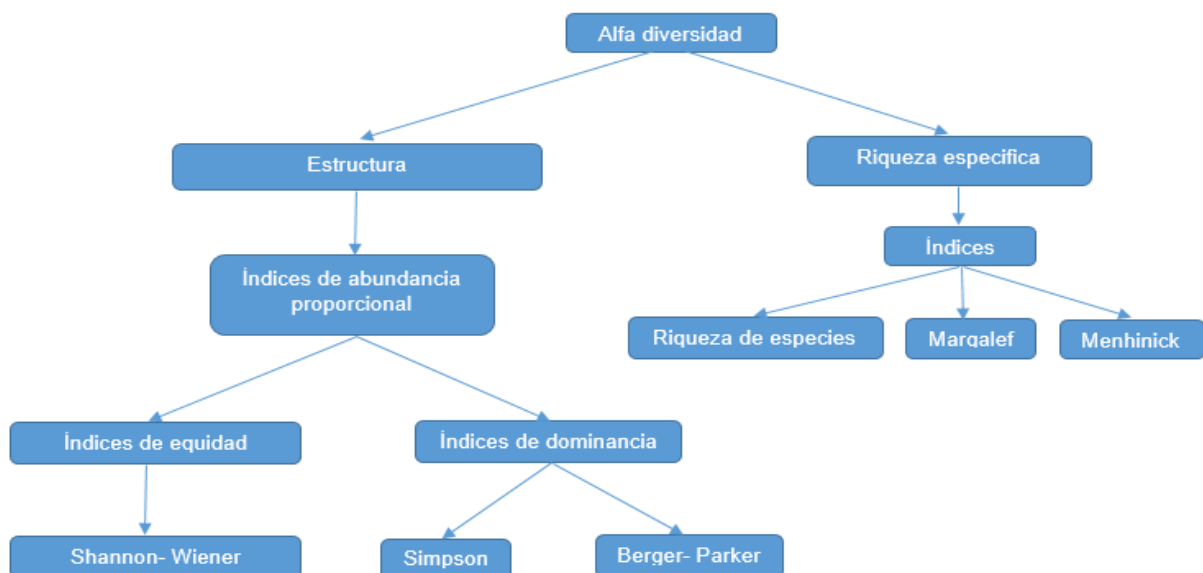 Alfa diversidad
Estructura
Riqueza especifica
Índices de abundancia
proporcional
Índices
Riqueza de especies
Margalef
Menhinick
Índices de equidad
Índices de dominancia
Shannon- Wiener
Simpson
Berger- Parker